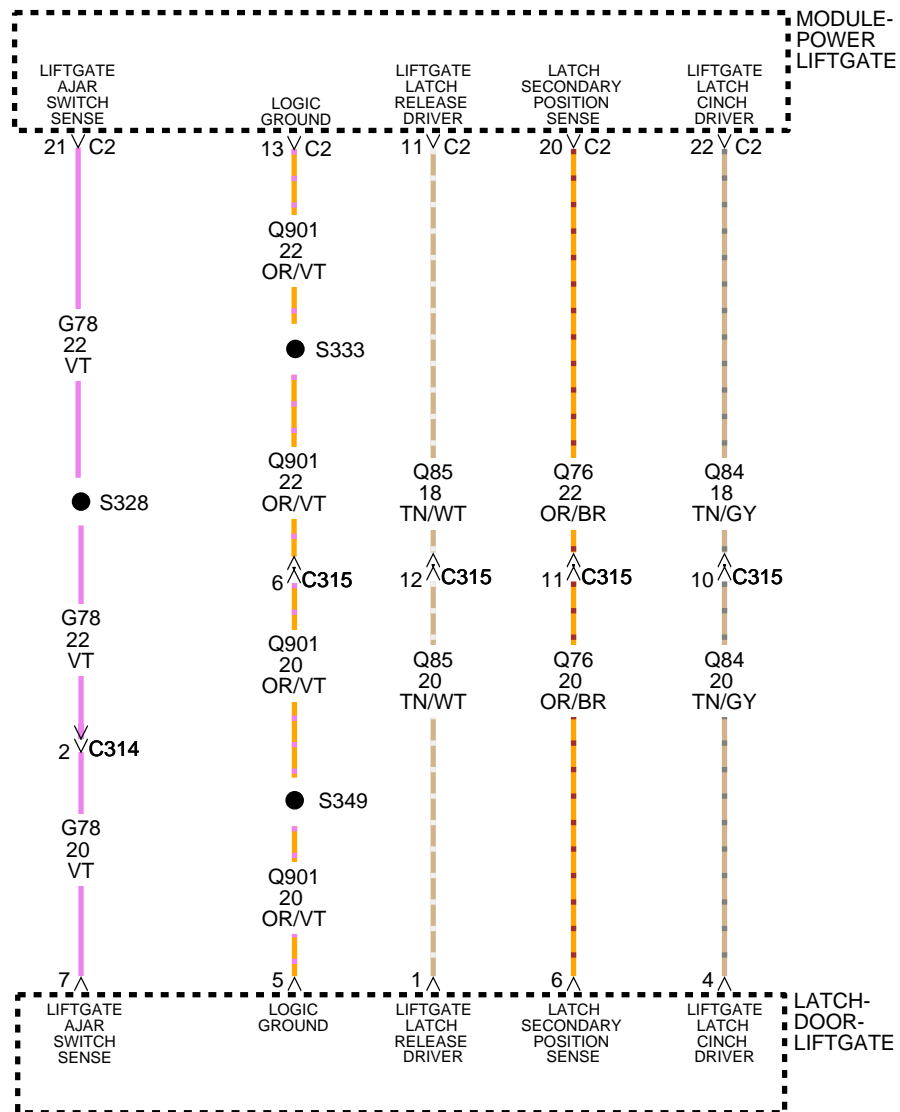 MODULE-
POWER
LIFTGATE
LIFTGATE
AJAR
SWITCH
SENSE
LOGIC
GROUND
LIFTGATE
LATCH
RELEASE
DRIVER
LATCH
SECONDARY
POSITION
SENSE
LIFTGATE
LATCH
CINCH
DRIVER
21 C2
13 C2
11 C2
20 C2
22 C2
Q901
22
OR/VT
G78
22
VT
S333
Q901
22
OR/VT
Q85
18
TN/WT
Q76
22
OR/BR
Q84
18
TN/GY
S328
6 C315
12 C315
11 C315
10 C315
G78
22
VT
Q901
20
OR/VT
Q85
20
TN/WT
Q76
20
OR/BR
Q84
20
TN/GY
2 C314
S349
G78
20
VT
Q901
20
OR/VT
7
5
1
6
4
LIFTGATE
AJAR
SWITCH
SENSE
LOGIC
GROUND
LIFTGATE
LATCH
RELEASE
DRIVER
LATCH
SECONDARY
POSITION
SENSE
LIFTGATE
LATCH
CINCH
DRIVER
LATCH-
DOOR-
LIFTGATE